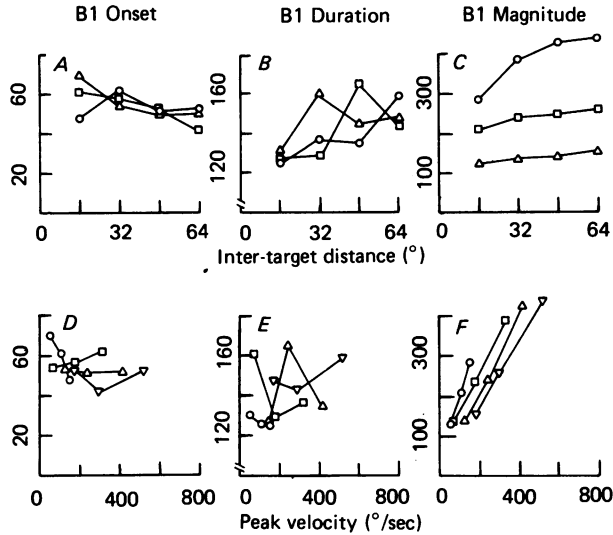 B1 Onset B1 Duration B1 Magnitude
A B C
60 160 300
20 120 100
0 32 64 0 32 64 0 32 64
Inter-target distance (°)
D E F
60 160 300
20 120 100
0 400 800 0 400 800 0 400 800
Peak velocity (°/sec)